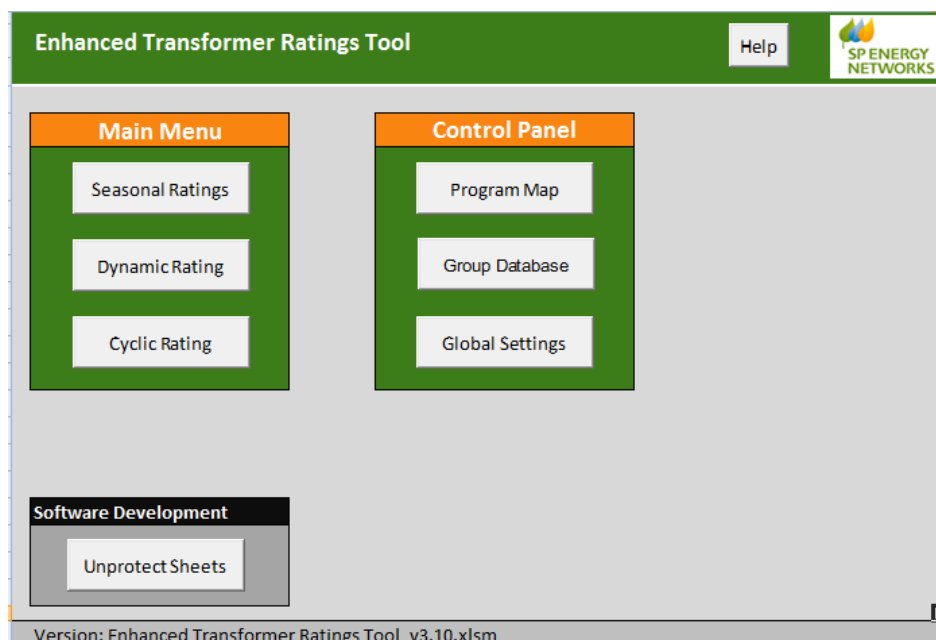 Enhanced Transformer Ratings Tool
Help
SP ENERGY
NETWORKS
Main Menu
Seasonal Ratings
Dynamic Rating
Cyclic Rating
Control Panel
Program Map
Group Database
Global Settings
Software Development
Unprotect Sheets
Version: Enhanced Transformer Ratings Tool_v3.10.xlsm